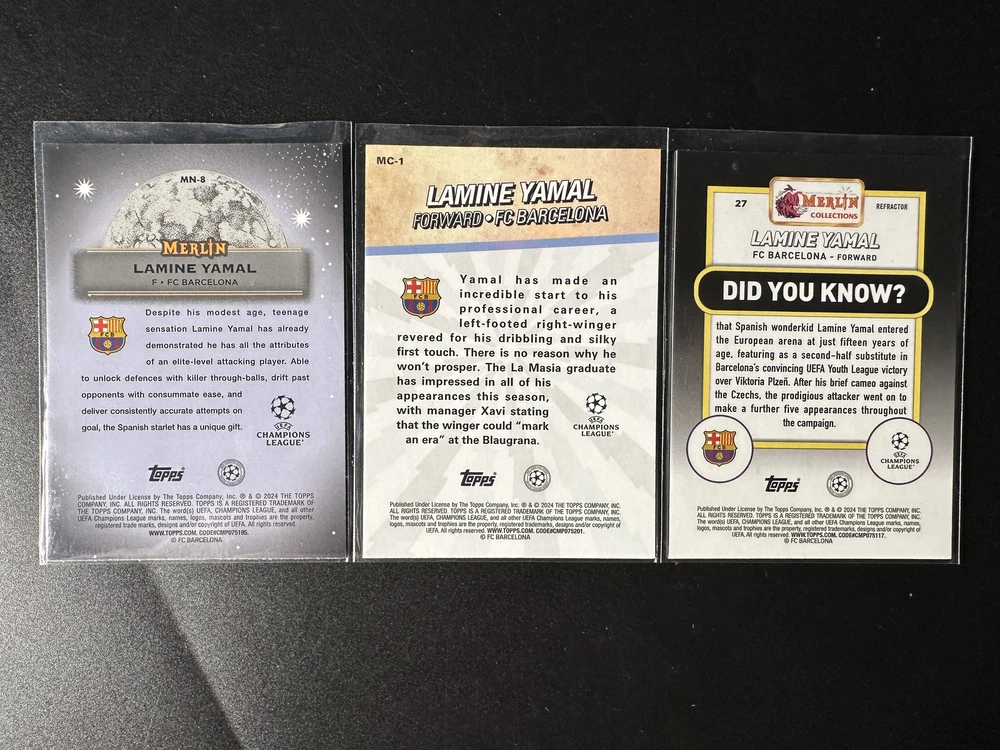 MN-8
MERLIN
LAMINE YAMAL
F • FC BARCELONA
Despite his modest age, teenage
sensation Lamine Yamal has already
demonstrated he has all the attributes
of an elite-level attacking player. Able
to unlock defences with killer through-balls, drift past
opponents with consummate ease, and
deliver consistently accurate attempts on
goal, the Spanish starlet has a unique gift.
FCB
UEFA
CHAMPIONS
LEAGUE
Topps
Published Under License by The Topps Company, Inc. ® & © 2024 THE TOPPS
COMPANY, INC. ALL RIGHTS RESERVED. TOPPS IS A REGISTERED TRADEMARK OF
THE TOPPS COMPANY, INC. The word(s) UEFA, CHAMPIONS LEAGUE, and all other
UEFA Champions League marks, names, logos, mascots and trophies are the property,
registered trade marks, designs and/or copyright of UEFA. All rights reserved.
WWW.TOPPS.COM. CODE#CMP075195.
© FC BARCELONA
MC-1
LAMINE YAMAL
FORWARD • FC BARCELONA
Yamal has made an
incredible start to his
professional career, a
left-footed right-winger
revered for his dribbling and silky
first touch. There is no reason why he
won't prosper. The La Masia graduate
has impressed in all of his
appearances this season,
with manager Xavi stating
that the winger could "mark
an era" at the Blaugrana.
FCB
UEFA
CHAMPIONS
LEAGUE
Topps
Published Under License by The Topps Company, Inc. ® & © 2024 THE TOPPS COMPANY, INC.
ALL RIGHTS RESERVED. TOPPS IS A REGISTERED TRADEMARK OF THE TOPPS COMPANY, INC.
The word(s) UEFA, CHAMPIONS LEAGUE, and all other UEFA Champions League marks, names,
logos, mascots and trophies are the property, registered trademarks, designs and/or copyright of
UEFA. All rights reserved. WWW.TOPPS.COM. CODE#CMP075201.
© FC BARCELONA
27
MERLIN
COLLECTIONS
REFRACTOR
LAMINE YAMAL
FC BARCELONA – FORWARD
DID YOU KNOW?
that Spanish wonderkid Lamine Yamal entered
the European arena at just fifteen years of
age, featuring as a second-half substitute in
Barcelona's convincing UEFA Youth League victory
over Viktoria Plzeň. After his brief cameo against
the Czechs, the prodigious attacker went on to
make a further five appearances throughout
the campaign.
FCB
UEFA
CHAMPIONS
LEAGUE
Topps
Published Under License by The Topps Company, Inc. ® & © 2024 THE TOPPS COMPANY, INC.
ALL RIGHTS RESERVED. TOPPS IS A REGISTERED TRADEMARK OF THE TOPPS COMPANY, INC.
The word(s) UEFA, CHAMPIONS LEAGUE, and all other UEFA Champions League marks, names,
logos, mascots and trophies are the property, registered trademarks, designs and/or copyright of
UEFA. All rights reserved. WWW.TOPPS.COM. CODE#CMP075117.
© FC BARCELONA